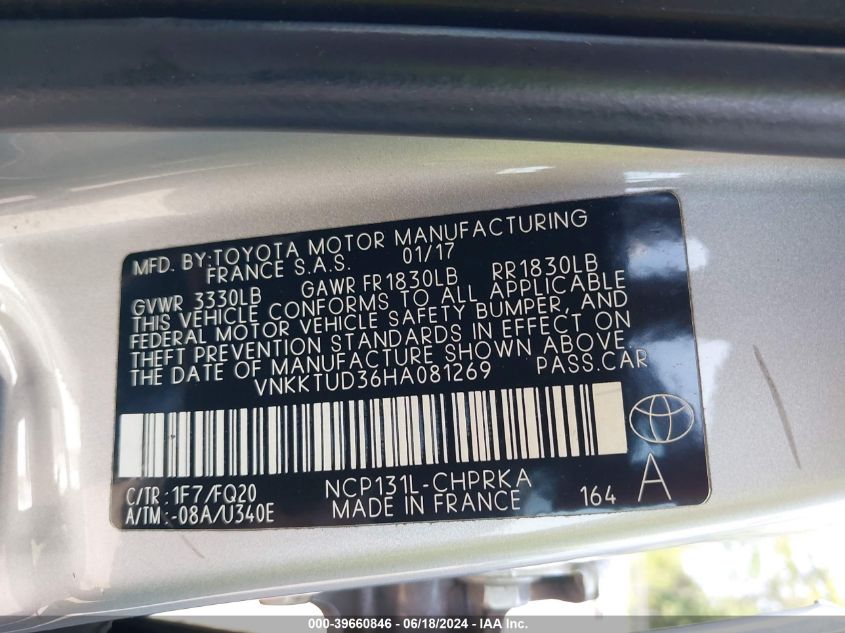 MFD. BY:TOYOTA MOTOR MANUFACTURING
FRANCE S.A.S. 01/17
GVWR 3330LB GAWR FR1830LB RR1830LB
THIS VEHICLE CONFORMS TO ALL APPLICABLE
FEDERAL MOTOR VEHICLE SAFETY BUMPER, AND
THEFT PREVENTION STANDARDS IN EFFECT ON
THE DATE OF MANUFACTURE SHOWN ABOVE.
VNKKTUD36HA081269 PASS.CAR
C/TR : 1F7/FQ20 NCP131L-CHPRKA
A/TM : -08A/U340E MADE IN FRANCE 164 A
000-39660846 - 06/18/2024 - IAA Inc.